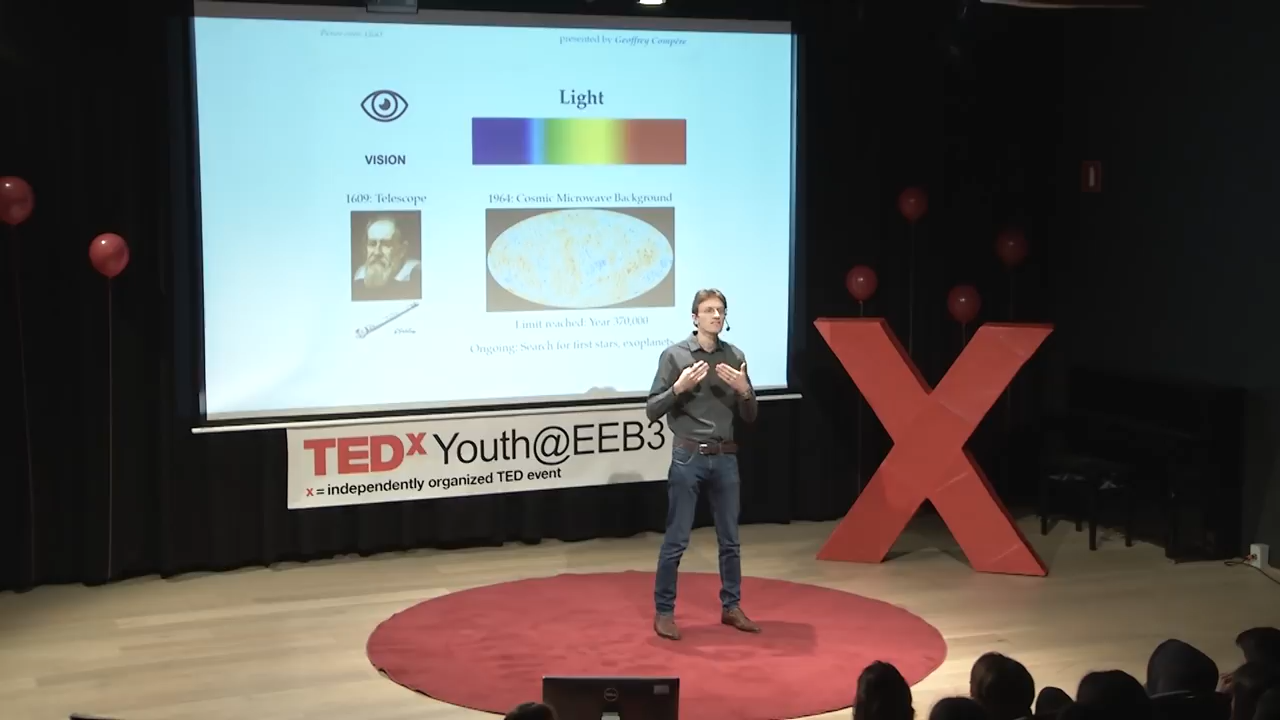 presented by Geoffrey Compère
Light
VISION
1609: Telescope
1964: Cosmic Microwave Background
Limit reached: Year 370,000
Ongoing: Search for first stars, exoplanets
TEDx Youth@EEB3
x = independently organized TED event
DELL